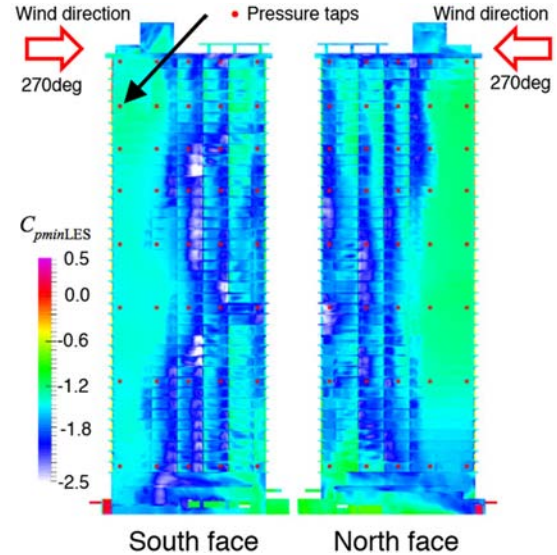 Wind direction
• Pressure taps
Wind direction
270deg
270deg
CpminLES
0.5
0.0
-0.6
-1.2
-1.8
-2.5
South face
North face